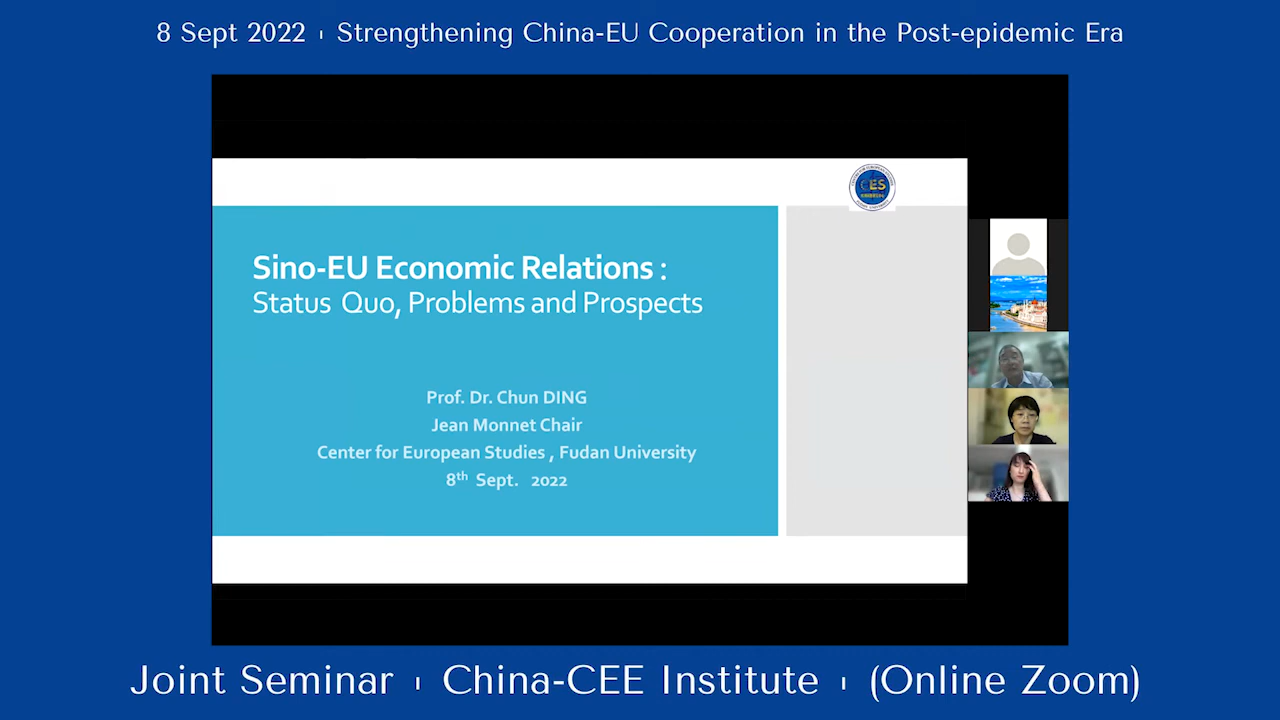 8 Sept 2022 ı Strengthening China-EU Cooperation in the Post-epidemic Era
CES
Sino-EU Economic Relations :
Status Quo, Problems and Prospects
Prof. Dr. Chun DING
Jean Monnet Chair
Center for European Studies , Fudan University
8th Sept. 2022
Joint Seminar ı China-CEE Institute ı (Online Zoom)